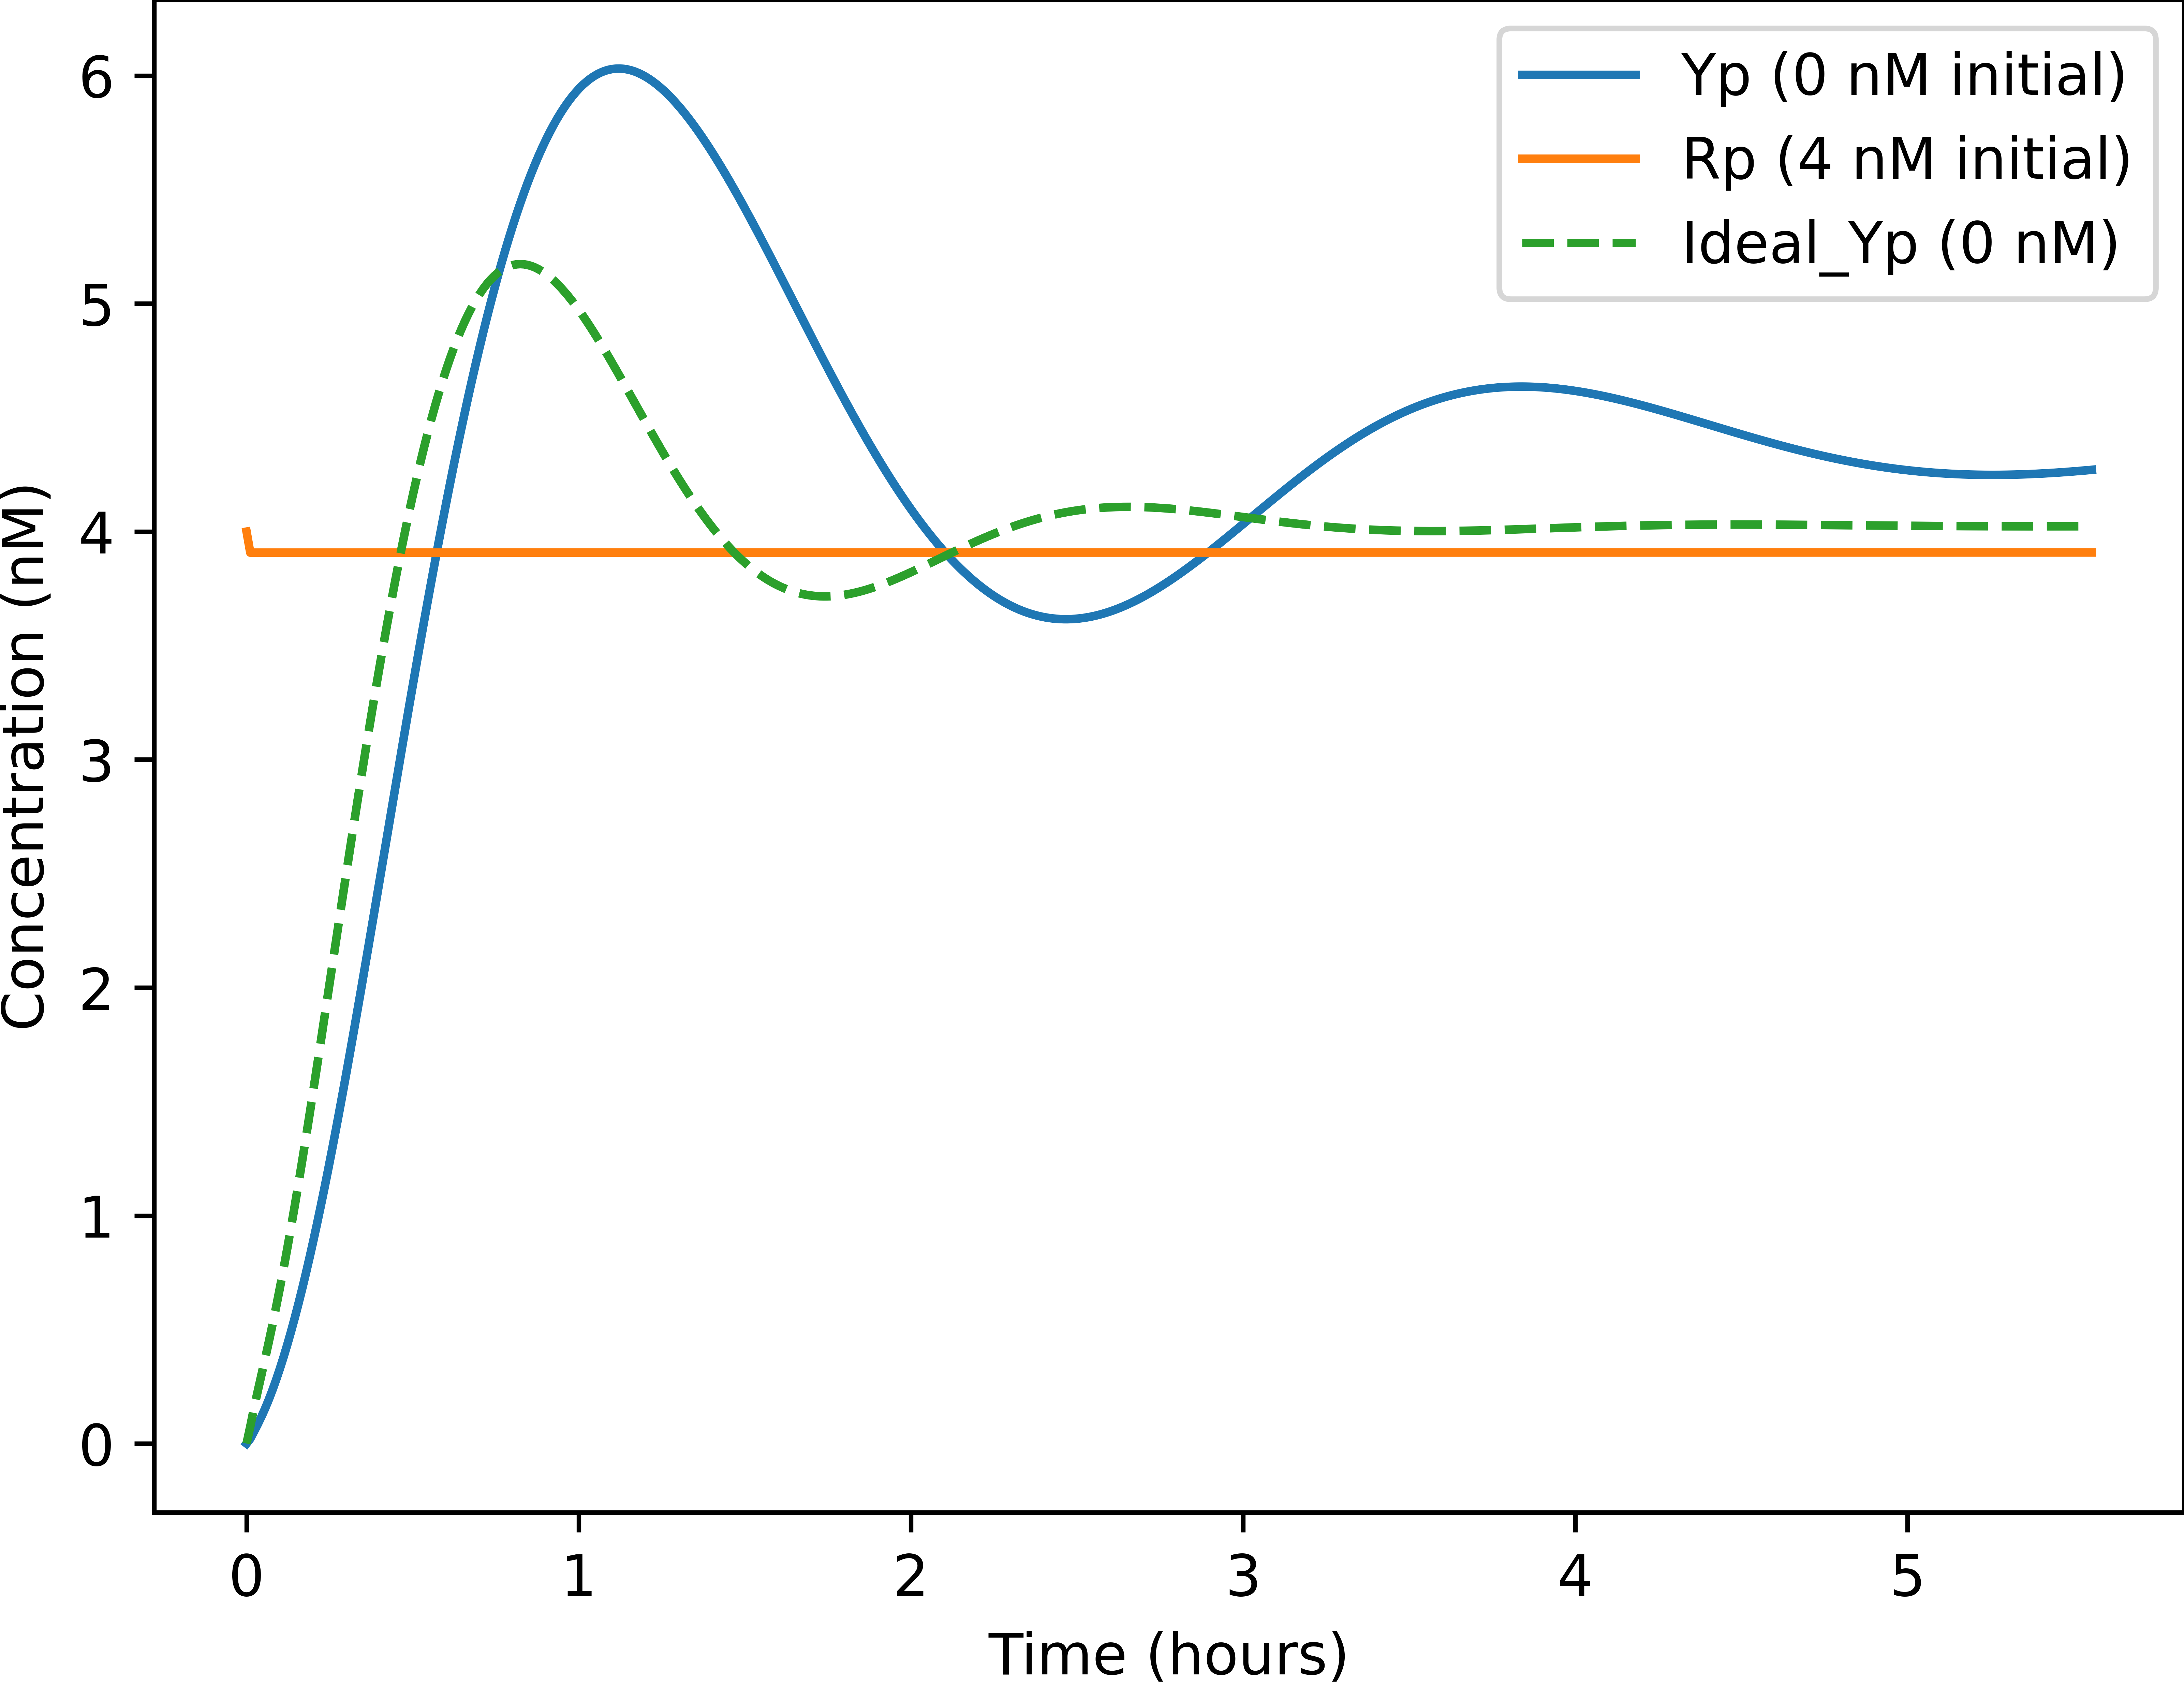 Yp (0 nM initial)
Rp (4 nM initial)
Ideal_Yp (0 nM)
Concentration (nM)
6
5
4
3
2
1
0
0 1 2 3 4 5
Time (hours)